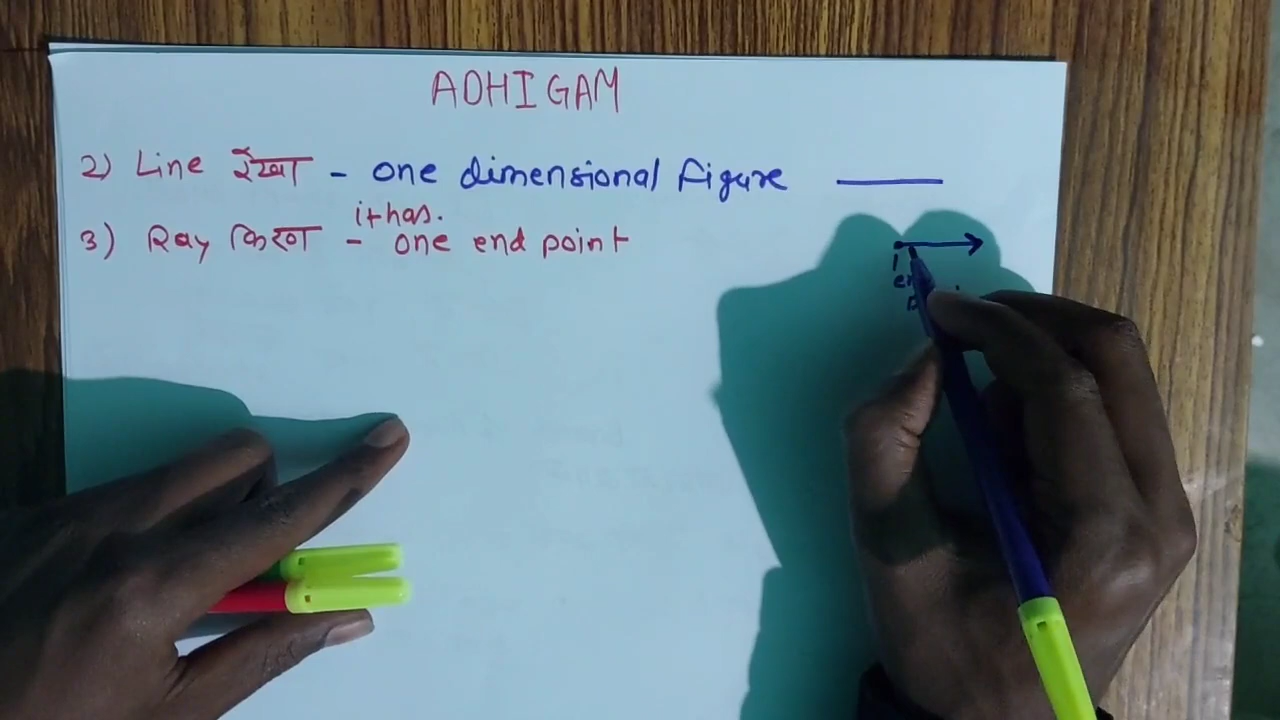 ADHIGAM
2) Line रेखा - one dimensional figure
it has.
3) Ray किरण - one end point